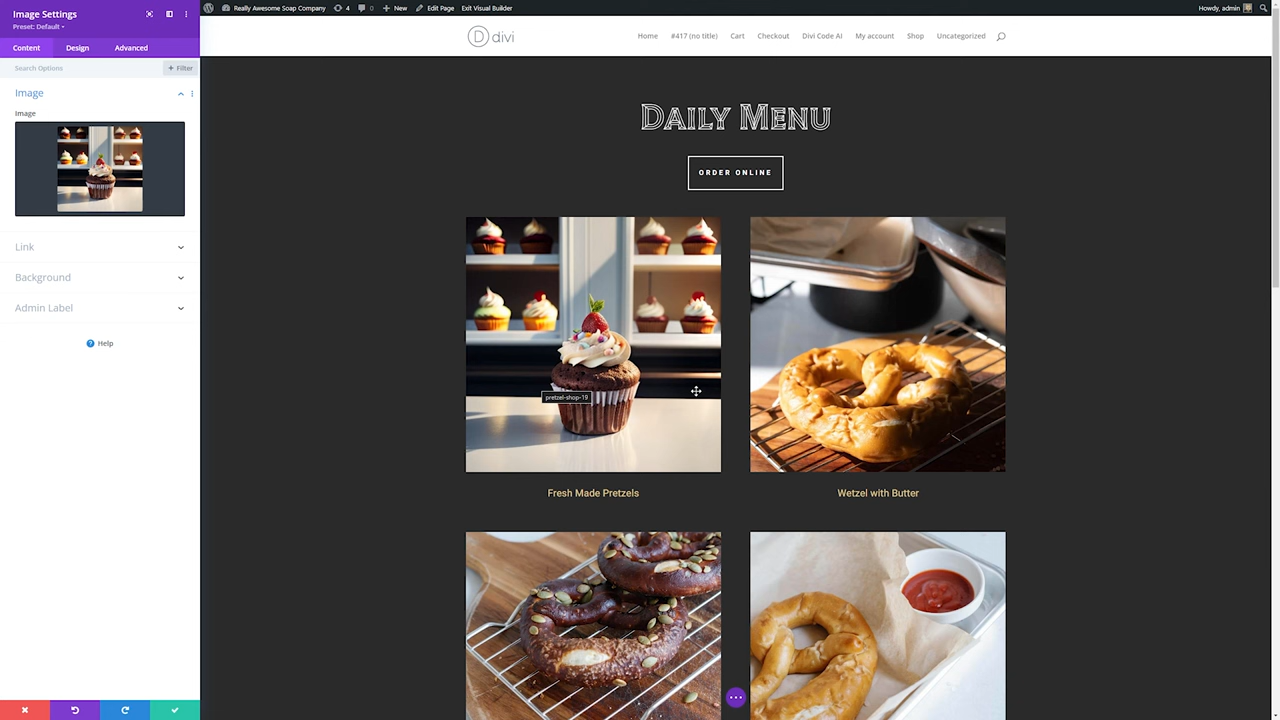 Image Settings
Preset: Default
Content Design Advanced
Search Options
+ Filter
Image
Image
Link
Background
Admin Label
? Help
Really Awesome Soap Company 4 0 + New Edit Page Exit Visual Builder Howdy, admin
D divi
Home #417 (no title) Cart Checkout Divi Code AI My account Shop Uncategorized
Daily Menu
ORDER ONLINE
pretzel-shop-19
Fresh Made Pretzels
Wetzel with Butter